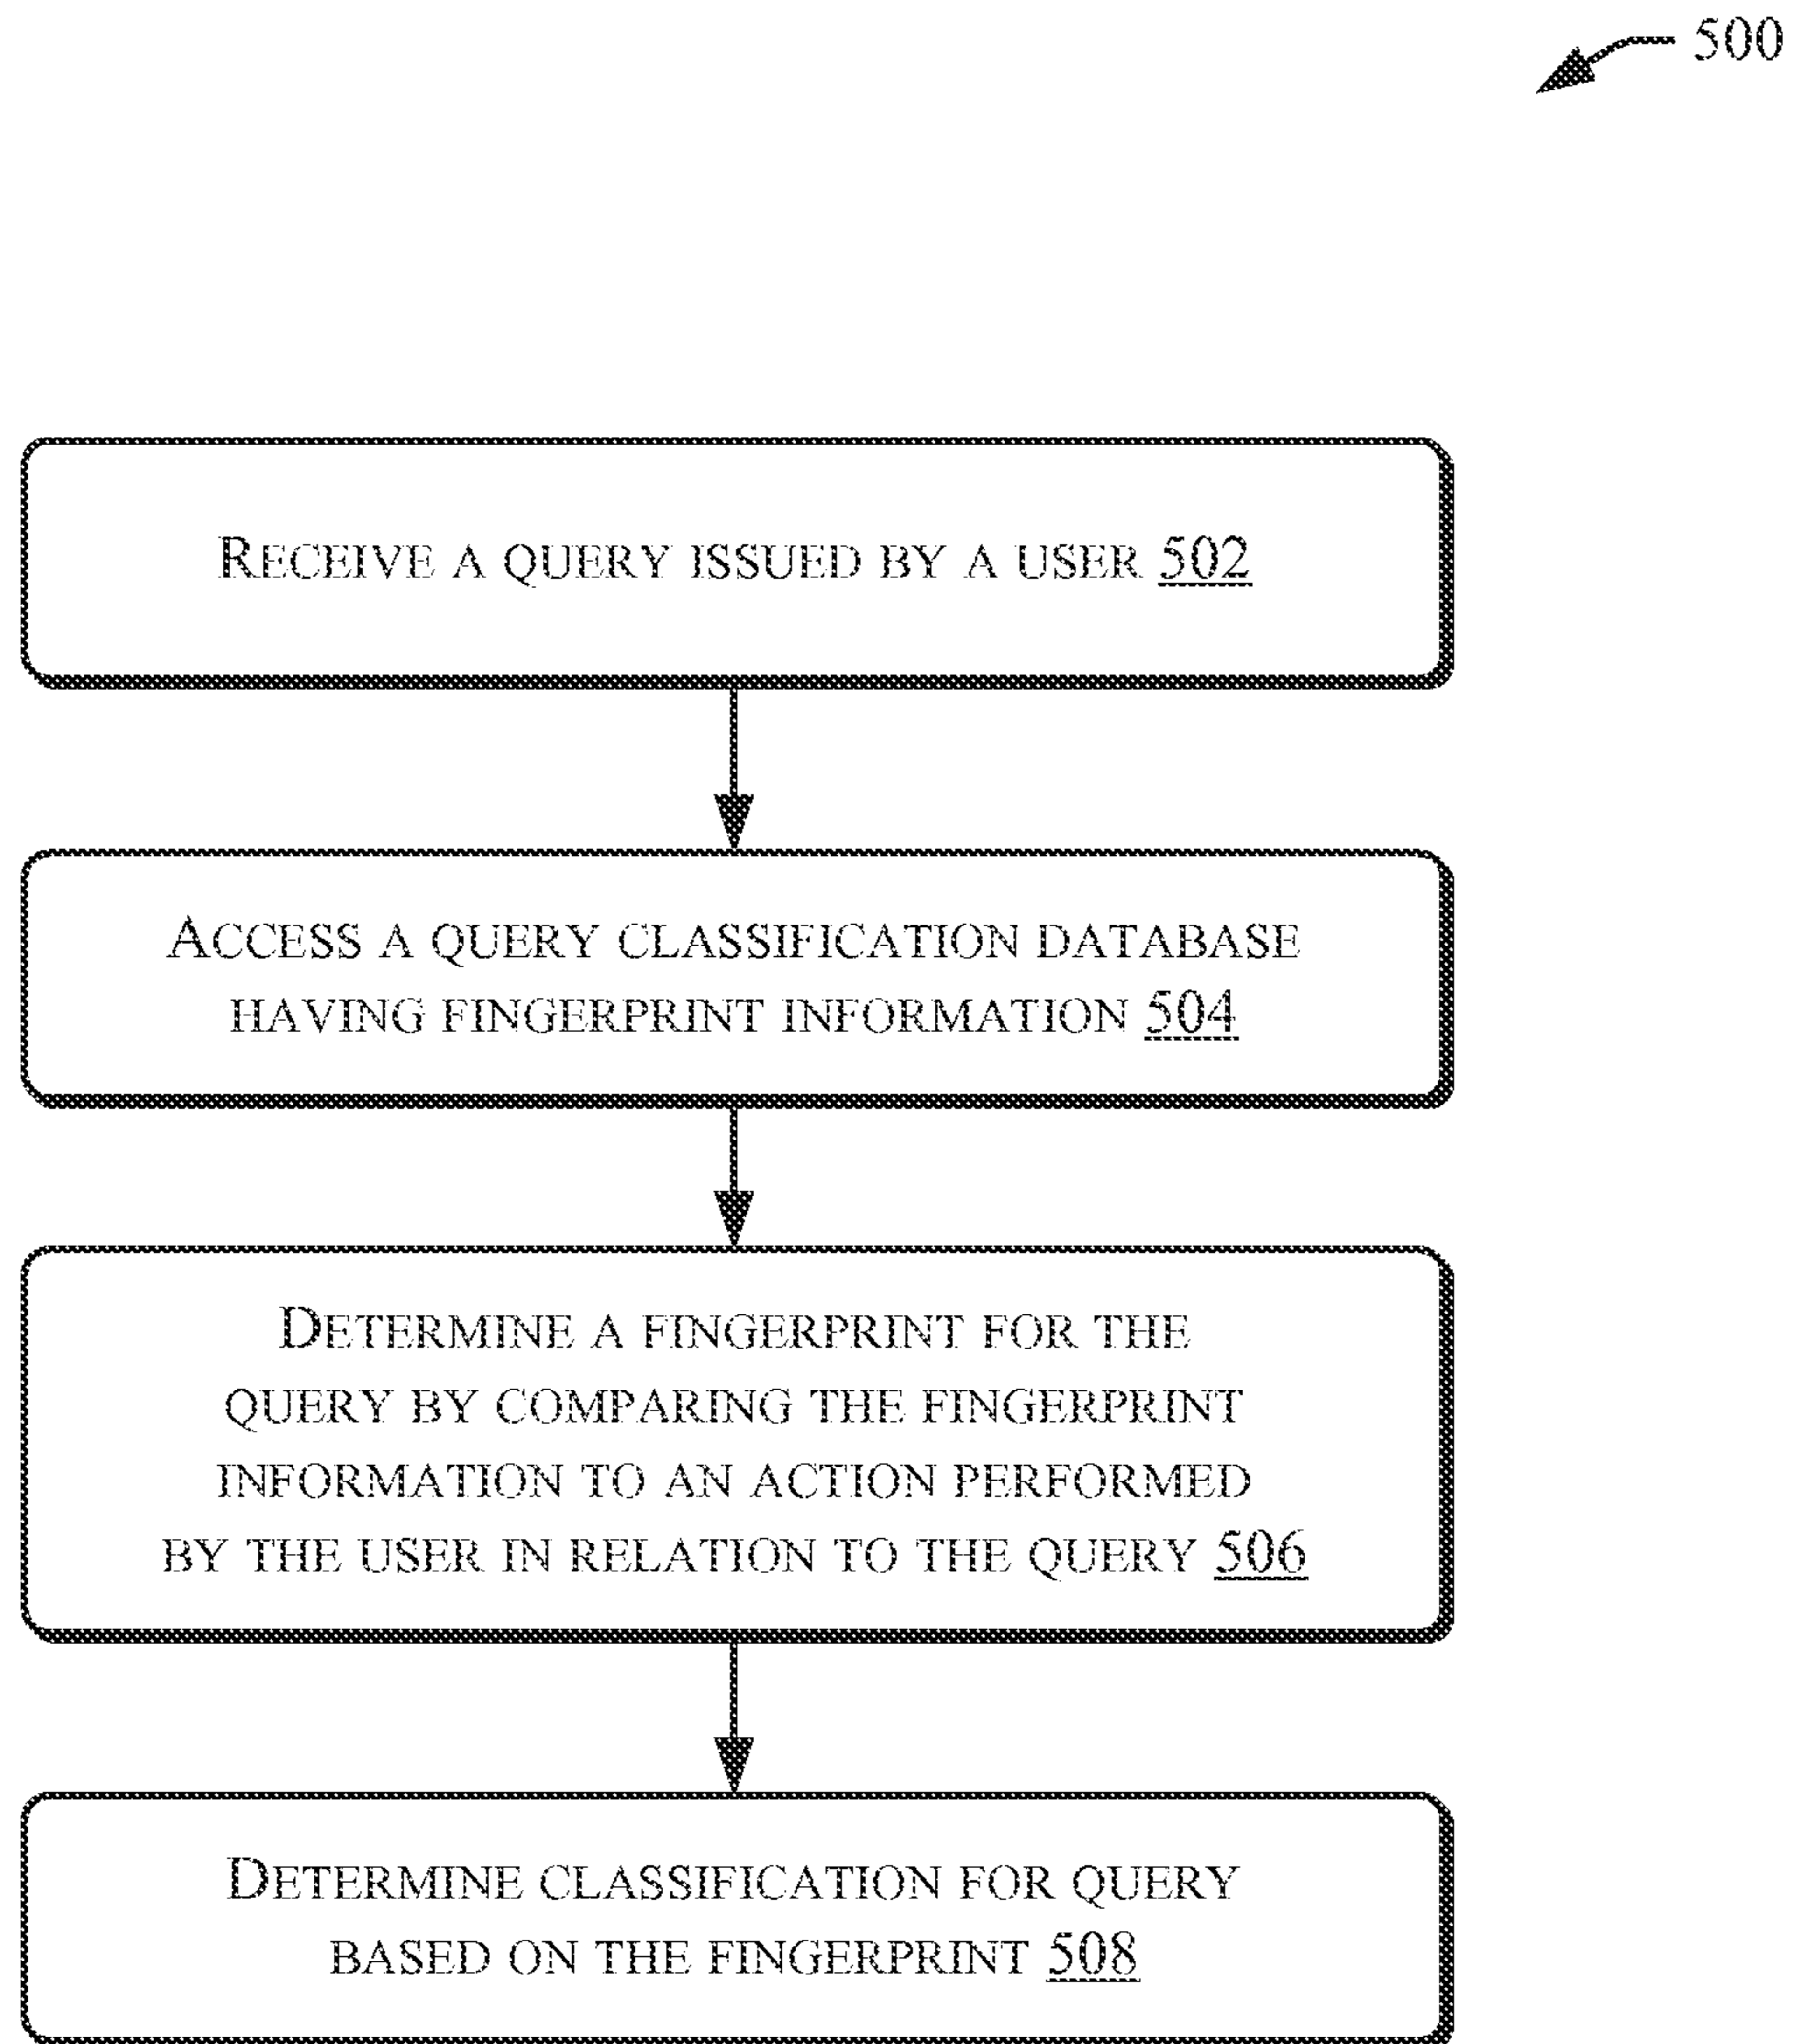 500
RECEIVE A QUERY ISSUED BY A USER 502
ACCESS A QUERY CLASSIFICATION DATABASE
HAVING FINGERPRINT INFORMATION 504
DETERMINE A FINGERPRINT FOR THE
QUERY BY COMPARING THE FINGERPRINT
INFORMATION TO AN ACTION PERFORMED
BY THE USER IN RELATION TO THE QUERY 506
DETERMINE CLASSIFICATION FOR QUERY
BASED ON THE FINGERPRINT 508